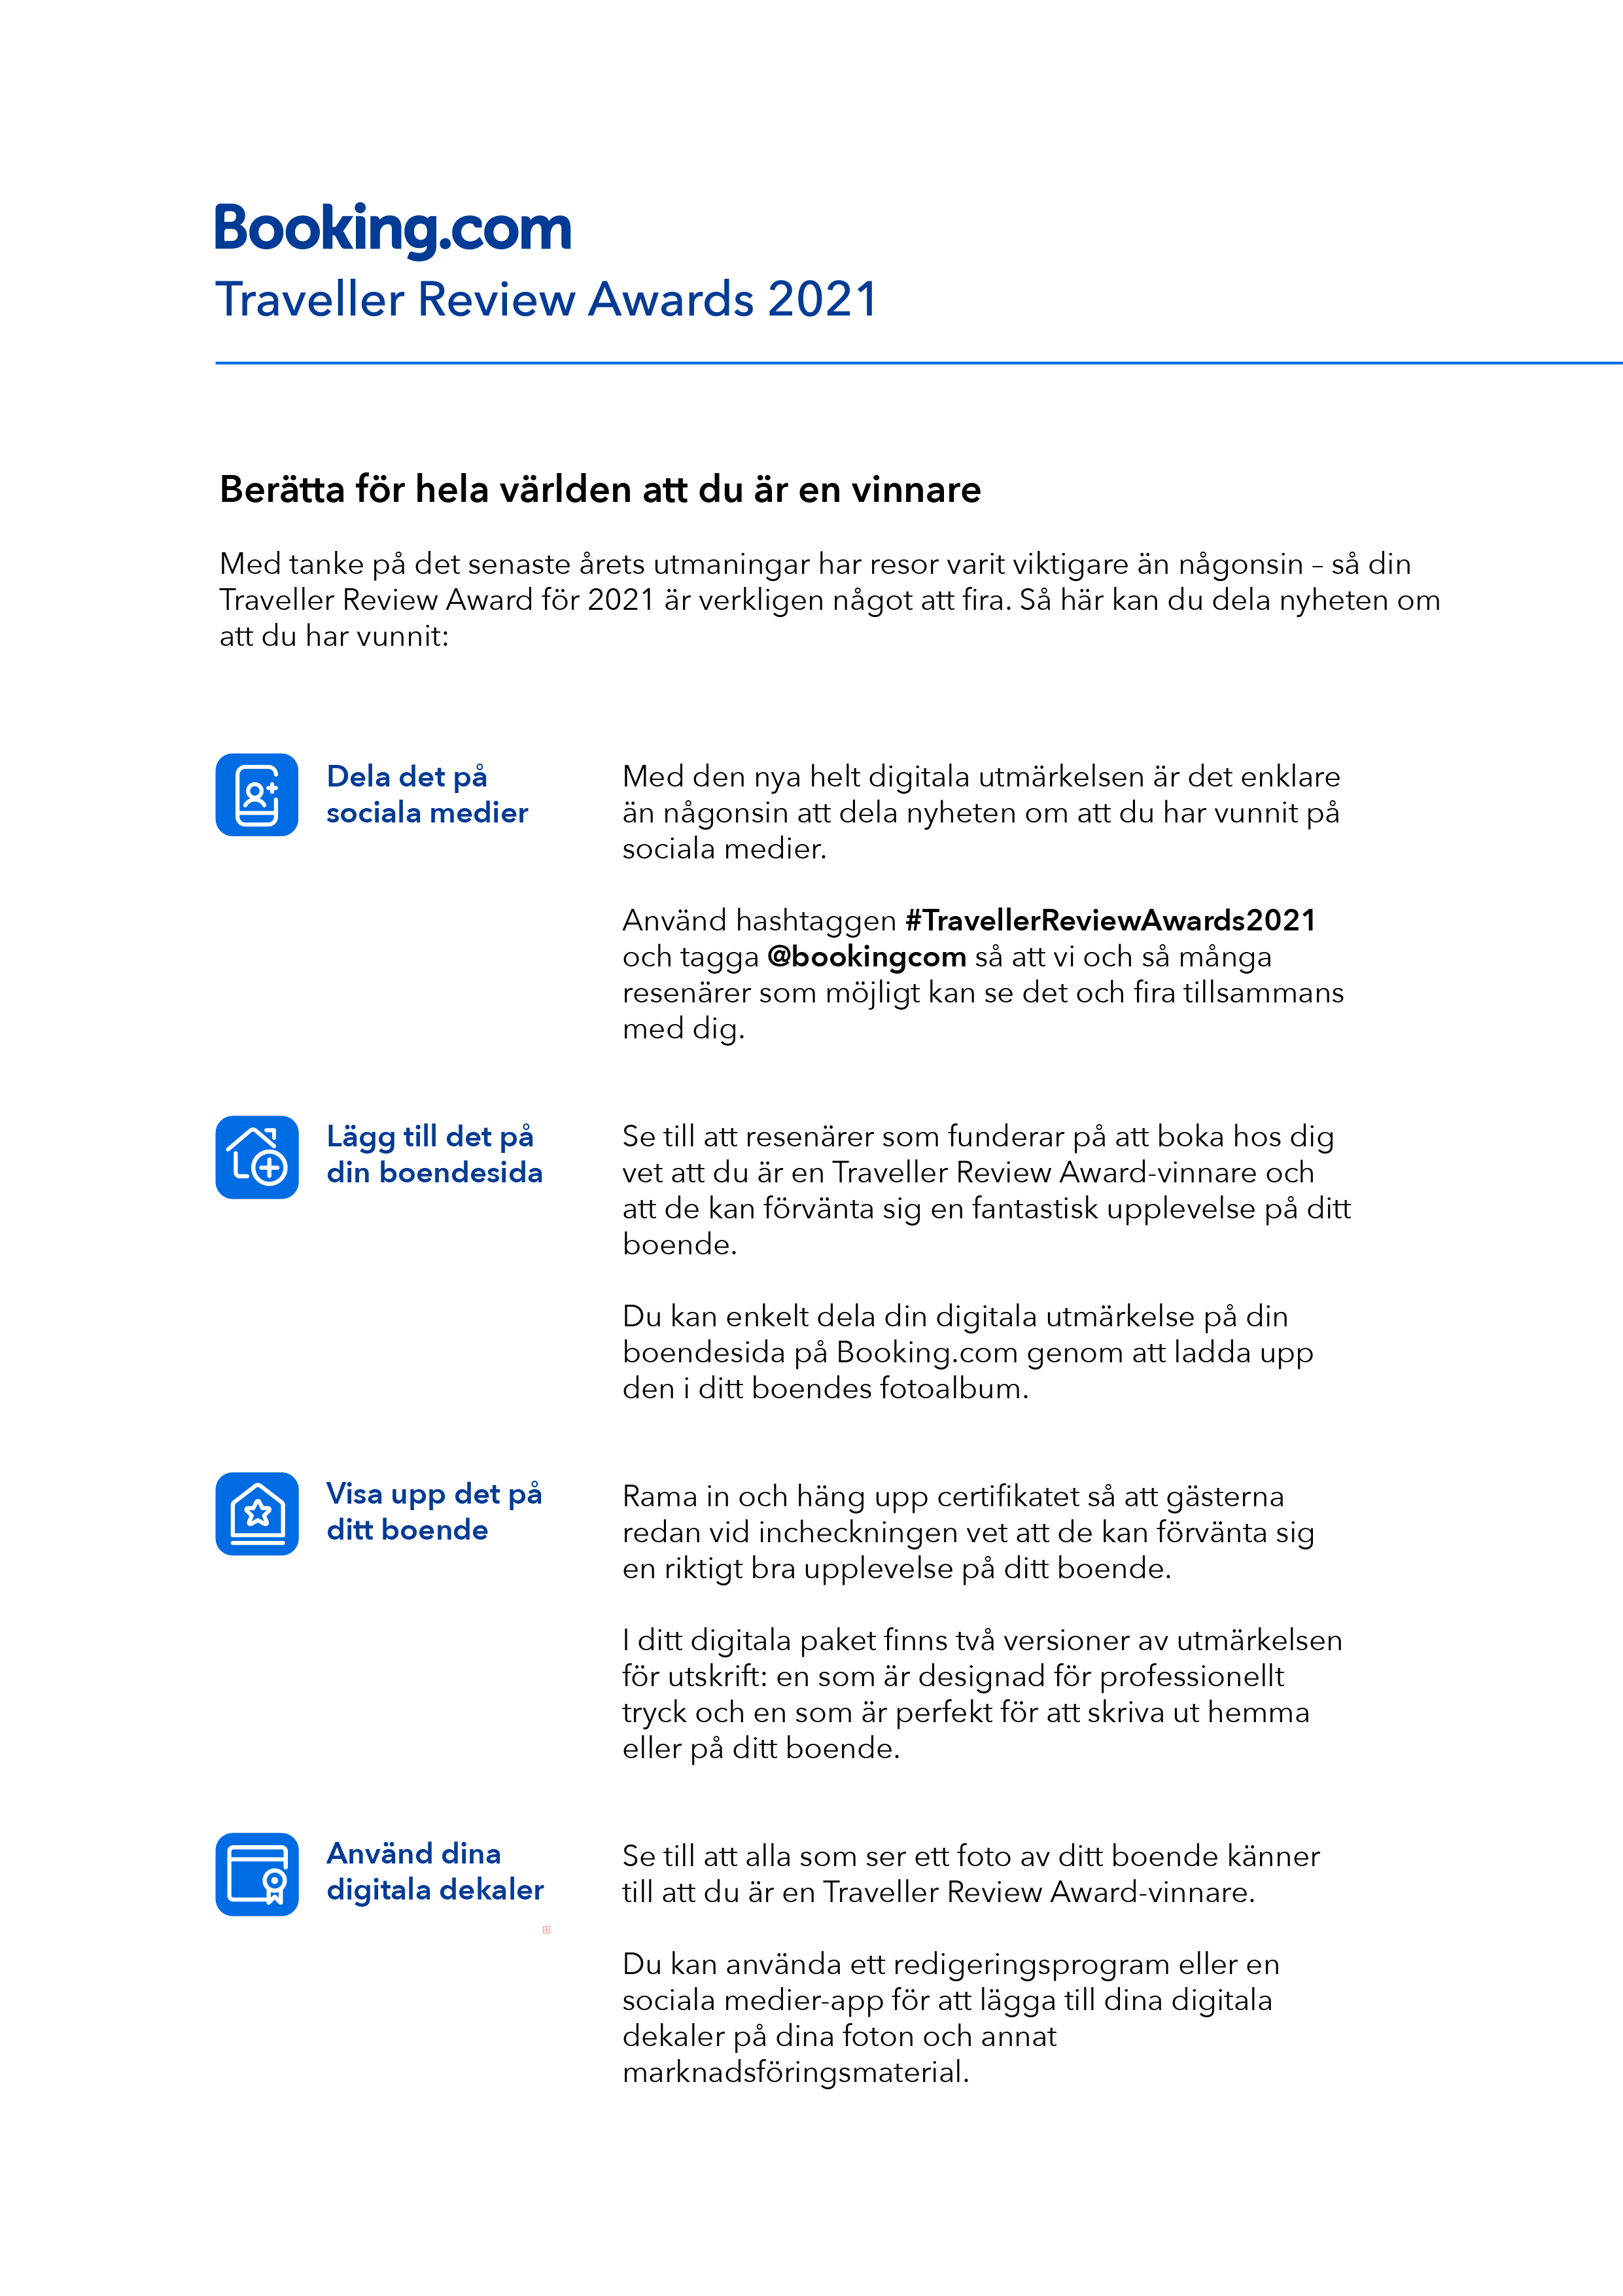 Booking.com
Traveller Review Awards 2021
Berätta för hela världen att du är en vinnare
Med tanke på det senaste årets utmaningar har resor varit viktigare än någonsin – så din
Traveller Review Award för 2021 är verkligen något att fira. Så här kan du dela nyheten om
att du har vunnit:
Dela det på
sociala medier
Med den nya helt digitala utmärkelsen är det enklare
än någonsin att dela nyheten om att du har vunnit på
sociala medier.
Använd hashtaggen #TravellerReviewAwards2021
och tagga @bookingcom så att vi och så många
resenärer som möjligt kan se det och fira tillsammans
med dig.
Lägg till det på
din boendesida
Se till att resenärer som funderar på att boka hos dig
vet att du är en Traveller Review Award-vinnare och
att de kan förvänta sig en fantastisk upplevelse på ditt
boende.
Du kan enkelt dela din digitala utmärkelse på din
boendesida på Booking.com genom att ladda upp
den i ditt boendes fotoalbum.
Visa upp det på
ditt boende
Rama in och häng upp certifikatet så att gästerna
redan vid incheckningen vet att de kan förvänta sig
en riktigt bra upplevelse på ditt boende.
I ditt digitala paket finns två versioner av utmärkelsen
för utskrift: en som är designad för professionellt
tryck och en som är perfekt för att skriva ut hemma
eller på ditt boende.
Använd dina
digitala dekaler
Se till att alla som ser ett foto av ditt boende känner
till att du är en Traveller Review Award-vinnare.
Du kan använda ett redigeringsprogram eller en
sociala medier-app för att lägga till dina digitala
dekaler på dina foton och annat
marknadsföringsmaterial.